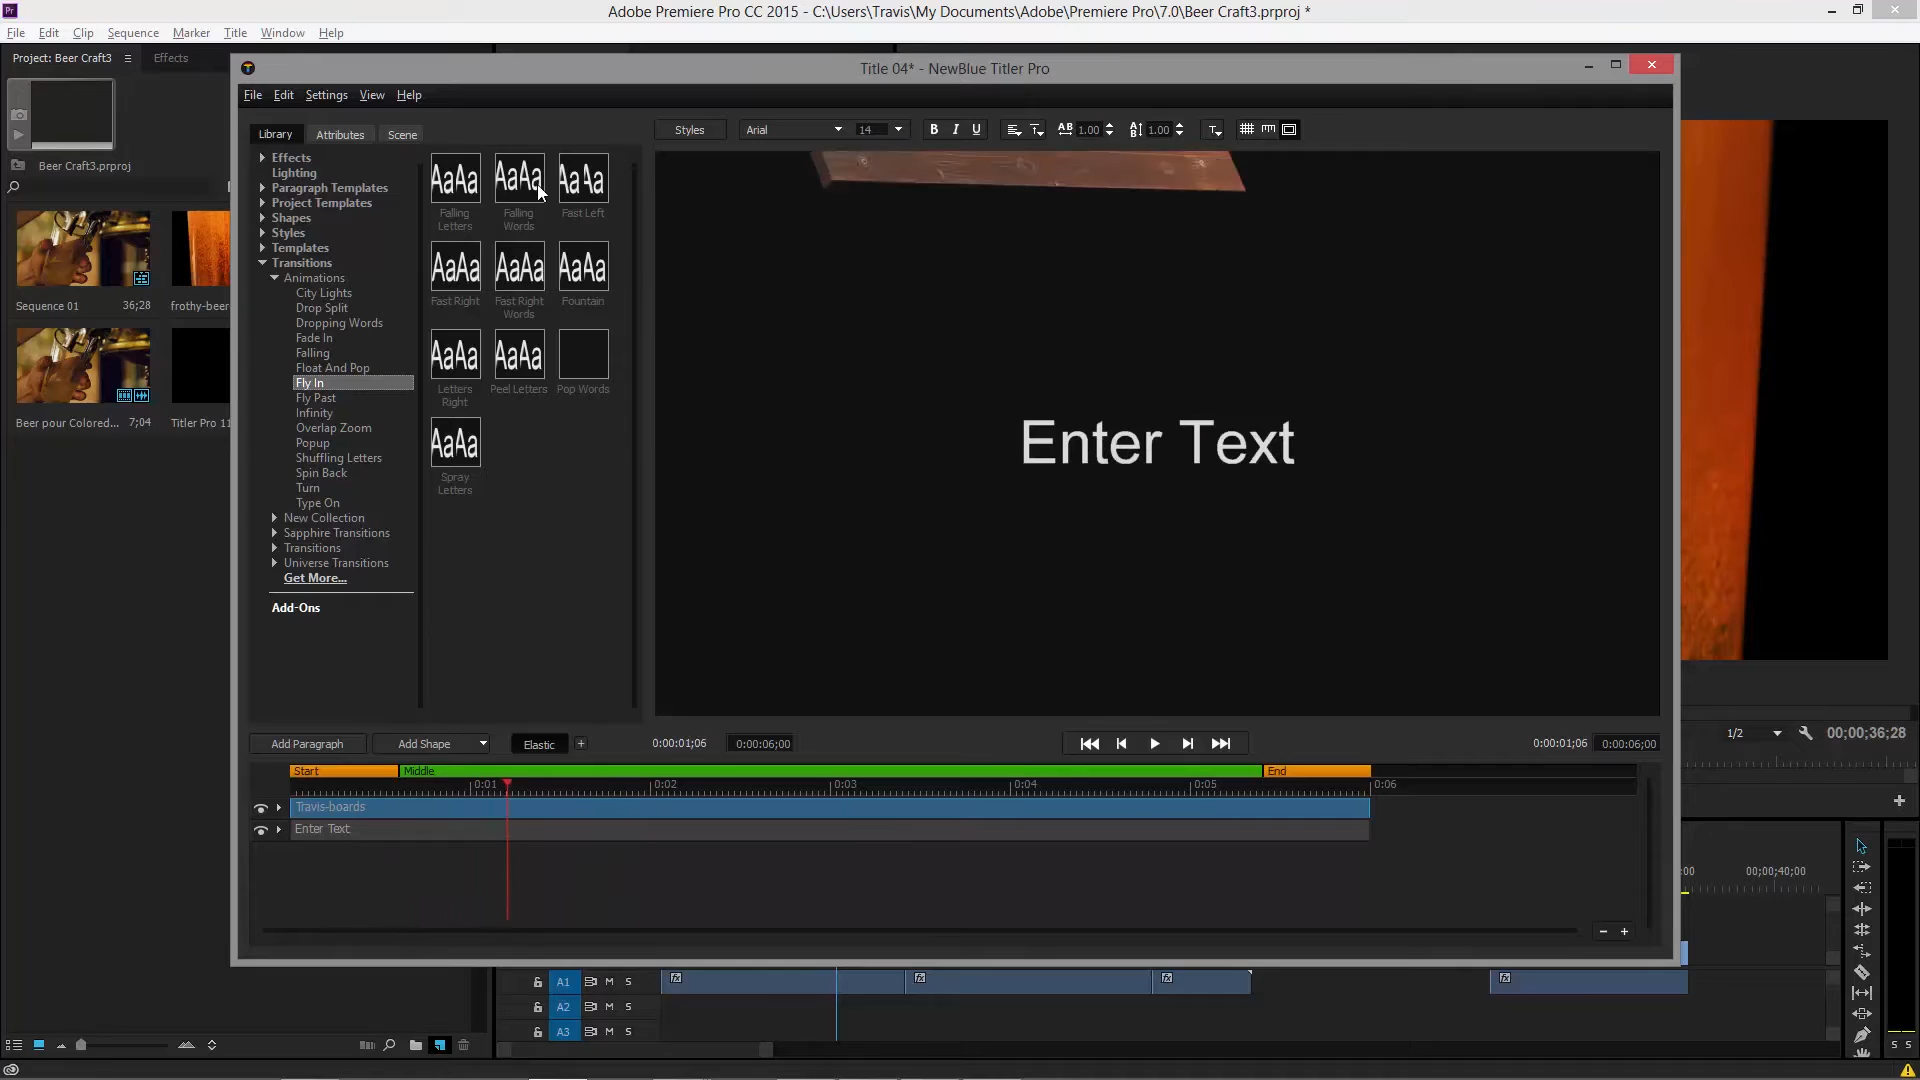 Pr Adobe Premiere Pro CC 2015 - C:\Users\Travis\My Documents\Adobe\Premiere Pro\7.0\Beer Craft3.prproj *
File Edit Clip Sequence Marker Title Window Help
Project: Beer Craft3 Effects
Title 04* - NewBlue Titler Pro
File Edit Settings View Help
Library Attributes Scene
Styles Arial 14 B I U AB 1.00 1.00
Beer Craft3.prproj
Effects
Lighting
Paragraph Templates
Project Templates
Shapes
Styles
Templates
Transitions
Animations
City Lights
Drop Split
Dropping Words
Fade In
Falling
Float And Pop
Fly In
Fly Past
Infinity
Overlap Zoom
Popup
Shuffling Letters
Spin Back
Turn
Type On
New Collection
Sapphire Transitions
Transitions
Universe Transitions
Get More...
Add-Ons
AaAa AaAa Aa Aa
Falling Letters
Falling Words
Fast Left
AaAa AaAa AaAa
Fast Right
Fast Right Words
Fountain
AaAa AaAa
Letters Right
Peel Letters
Pop Words
AaAa
Spray Letters
Sequence 01 36;28
frothy-beer
Beer pour Colored... 7;04
Titler Pro 11
Enter Text
1/2 00;00;36;28
Add Paragraph Add Shape Elastic + 0:00:01;06 0:00:06;00
0:00:01;06 0:00:06;00
Start Middle End
0:01 0:02 0:03 0:04 0:05 0:06
Travis-boards
Enter Text
:00 00;00;40;00
A1 M S fx fx fx fx
A2 M S
A3 M S
S S